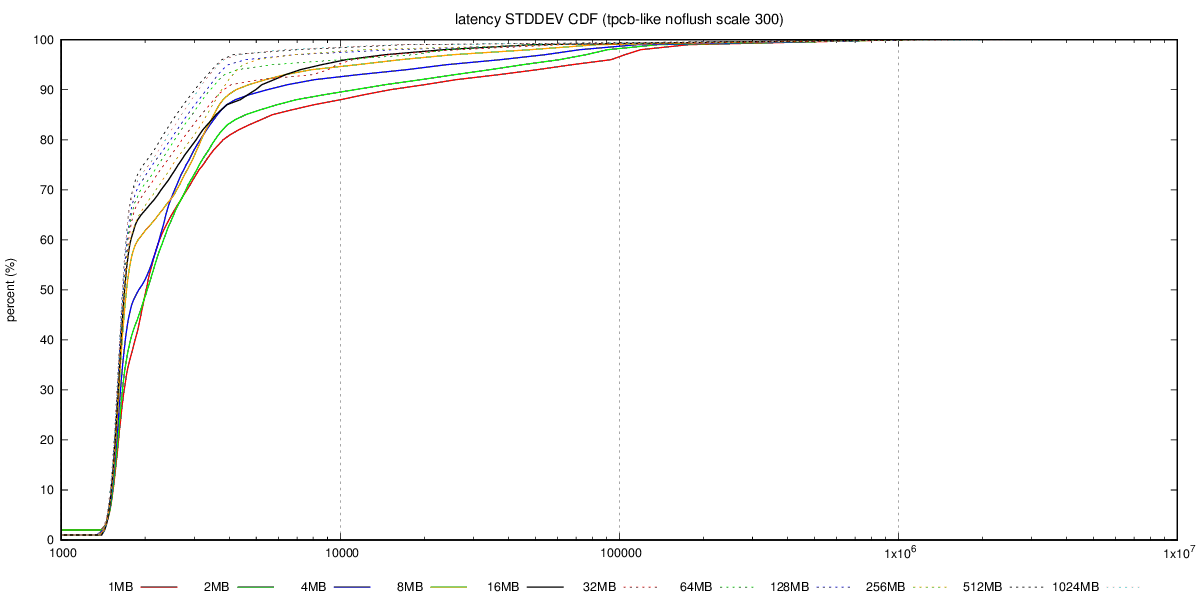 latency STDDEV CDF (tpcb-like noflush scale 300)
100
90
80
70
60
50
40
30
20
10
0
percent (%)
1000 10000 100000 1x10^6 1x10^7
1MB 2MB 4MB 8MB 16MB 32MB 64MB 128MB 256MB 512MB 1024MB